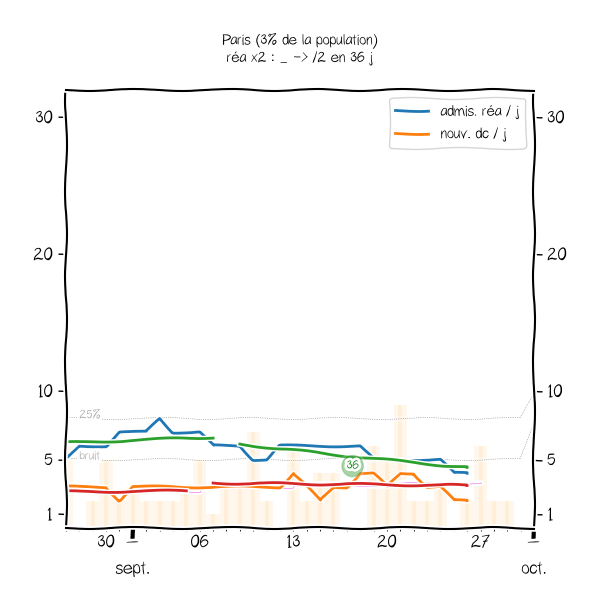 Paris (3% de la population)
réa x2 : _ -> /2 en 36 j
admis. réa / j
nouv. dc / j
30
30
20
20
10
10
25%
5
bruit
5
36
1
1
30
06
13
20
27
sept.
oct.